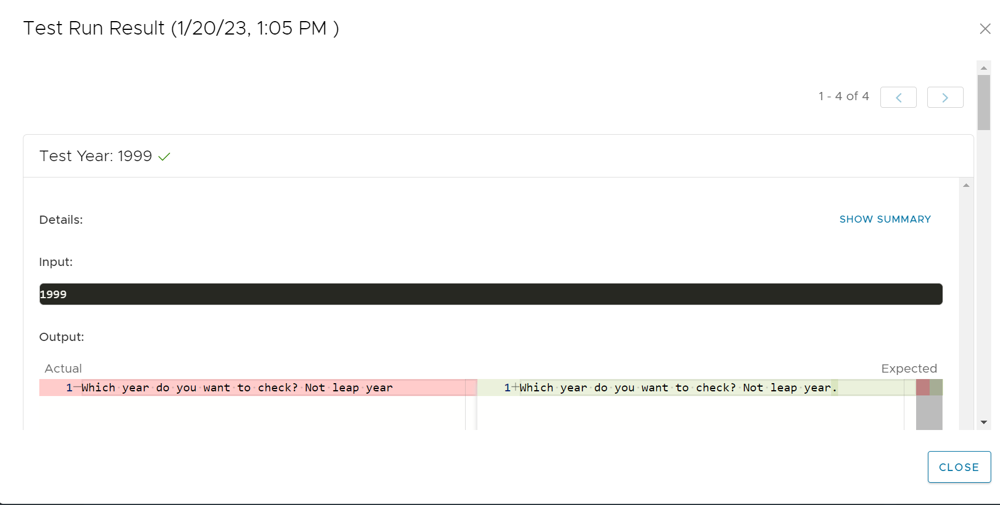 Test Run Result (1/20/23, 1:05 PM )
1 - 4 of 4
Test Year: 1999
Details:
SHOW SUMMARY
Input:
1999
Output:
Actual
Expected
1 Which year do you want to check? Not leap year
1 Which year do you want to check? Not leap year.
CLOSE